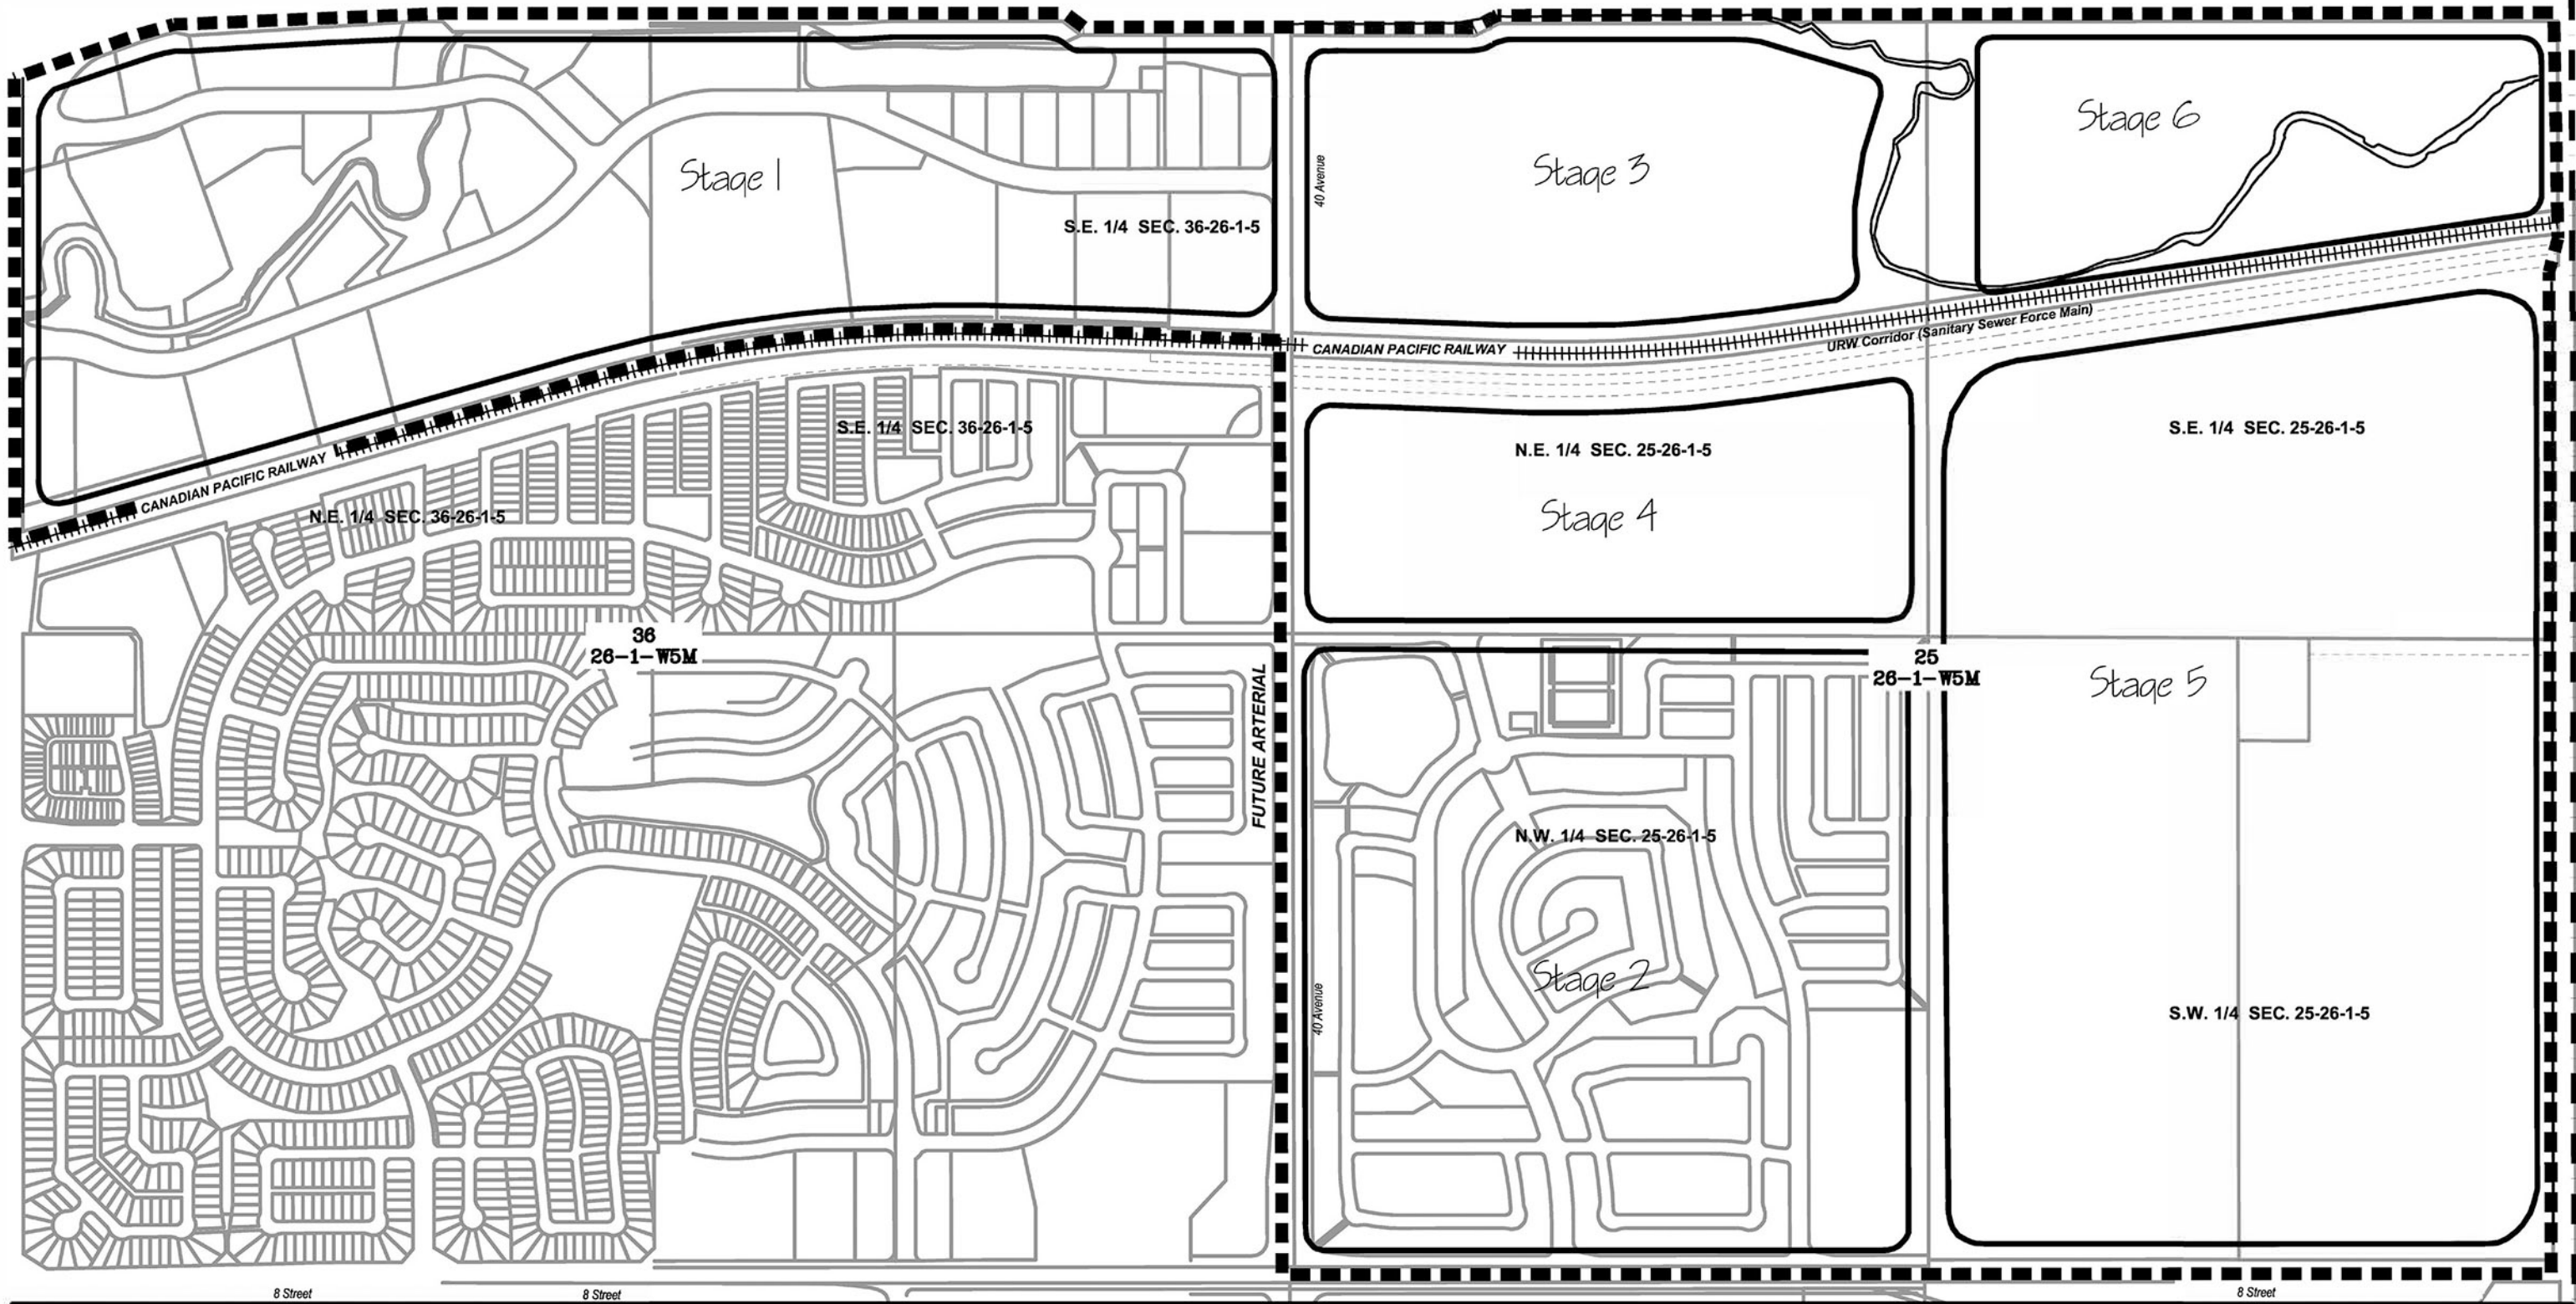 Stage 6
Stage 1
Stage 3
40 Avenue
S.E. 1/4 SEC. 36-26-1-5
CANADIAN PACIFIC RAILWAY
URW Corridor (Sanitary Sewer Force Main)
S.E. 1/4 SEC. 36-26-1-5
S.E. 1/4 SEC. 25-26-1-5
N.E. 1/4 SEC. 25-26-1-5
CANADIAN PACIFIC RAILWAY
N.E. 1/4 SEC. 36-26-1-5
Stage 4
36
26-1-W5M
25
26-1-W5M
Stage 5
FUTURE ARTERIAL
N.W. 1/4 SEC. 25-26-1-5
Stage 2
40 Avenue
S.W. 1/4 SEC. 25-26-1-5
8 Street
8 Street
8 Street